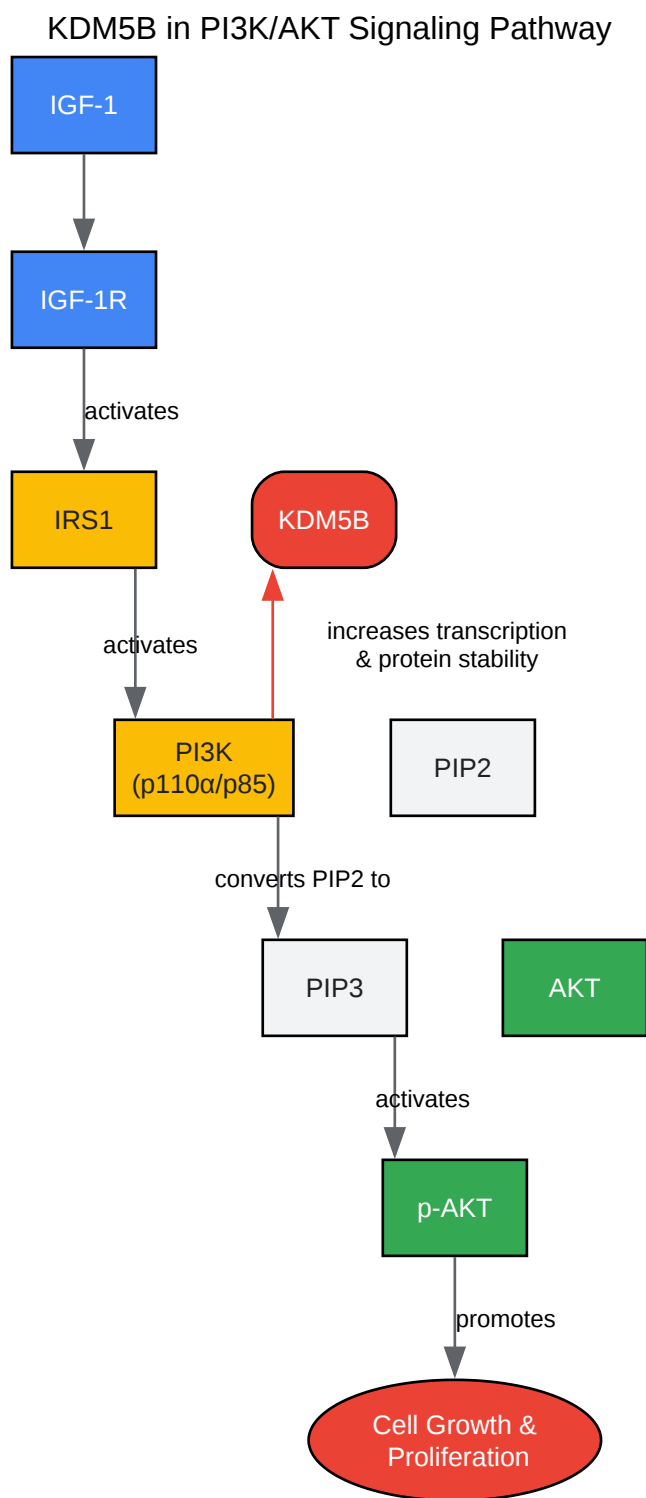 KDM5B in PI3K/AKT Signaling Pathway
IGF-1
IGF-1R
activates
IRS1
KDM5B
activates
increases transcription
& protein stability
PI3K
(p110α/p85)
PIP2
converts PIP2 to
PIP3
AKT
activates
p-AKT
promotes
Cell Growth &
Proliferation